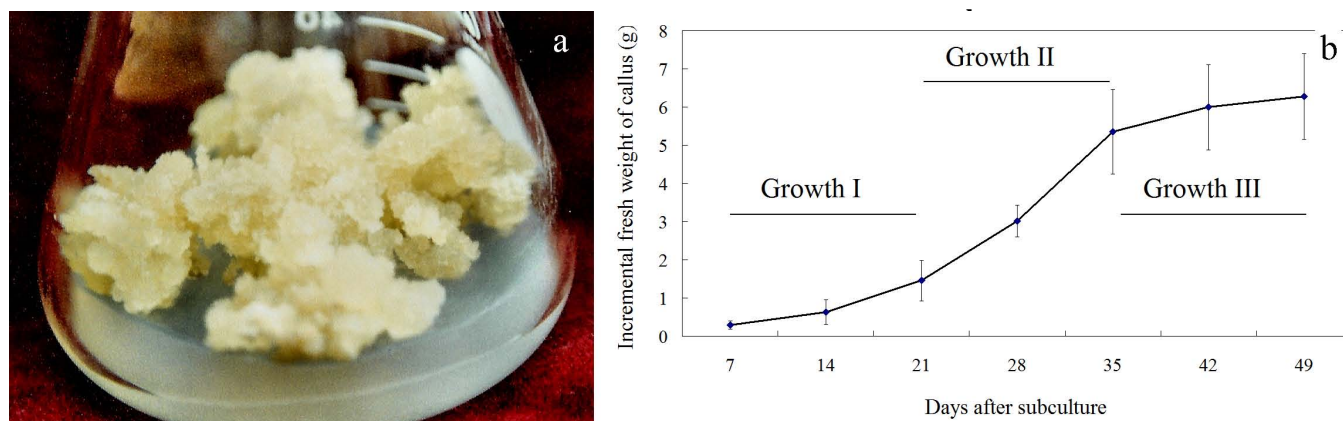 a
b
Incremental fresh weight of callus (g)
8
7
6
5
4
3
2
1
0
Growth I
Growth II
Growth III
7 14 21 28 35 42 49
Days after subculture